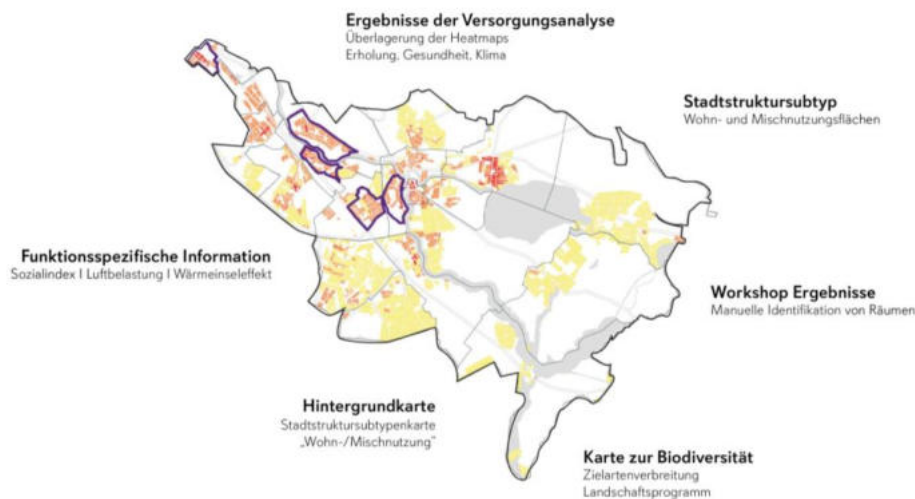 Ergebnisse der Versorgungsanalyse
Überlagerung der Heatmaps
Erholung, Gesundheit, Klima
Stadtstruktursubtyp
Wohn- und Mischnutzungsflächen
Funktionsspezifische Information
Sozialindex I Luftbelastung I Wärmeinseleffekt
Workshop Ergebnisse
Manuelle Identifikation von Räumen
Hintergrundkarte
Stadtstruktursubtypenkarte
„Wohn-/Mischnutzung"
Karte zur Biodiversität
Zielartenverbreitung
Landschaftsprogramm